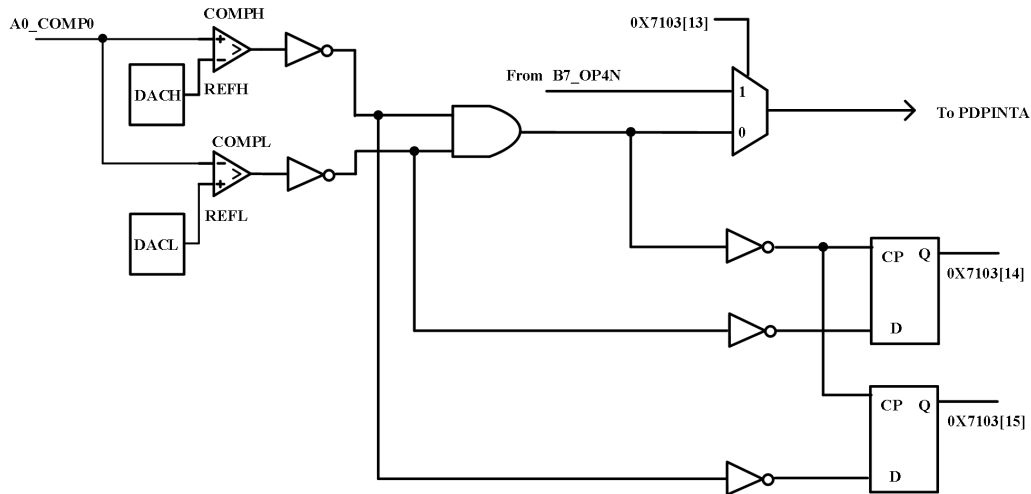 COMPH
0X7103[13]
A0_COMP0
+
>
−
DACH
REFH
From B7_OP4N
1
To PDPINTA
0
COMPL
−
>
+
REFL
DACL
CP Q
0X7103[14]
D
CP Q
0X7103[15]
D